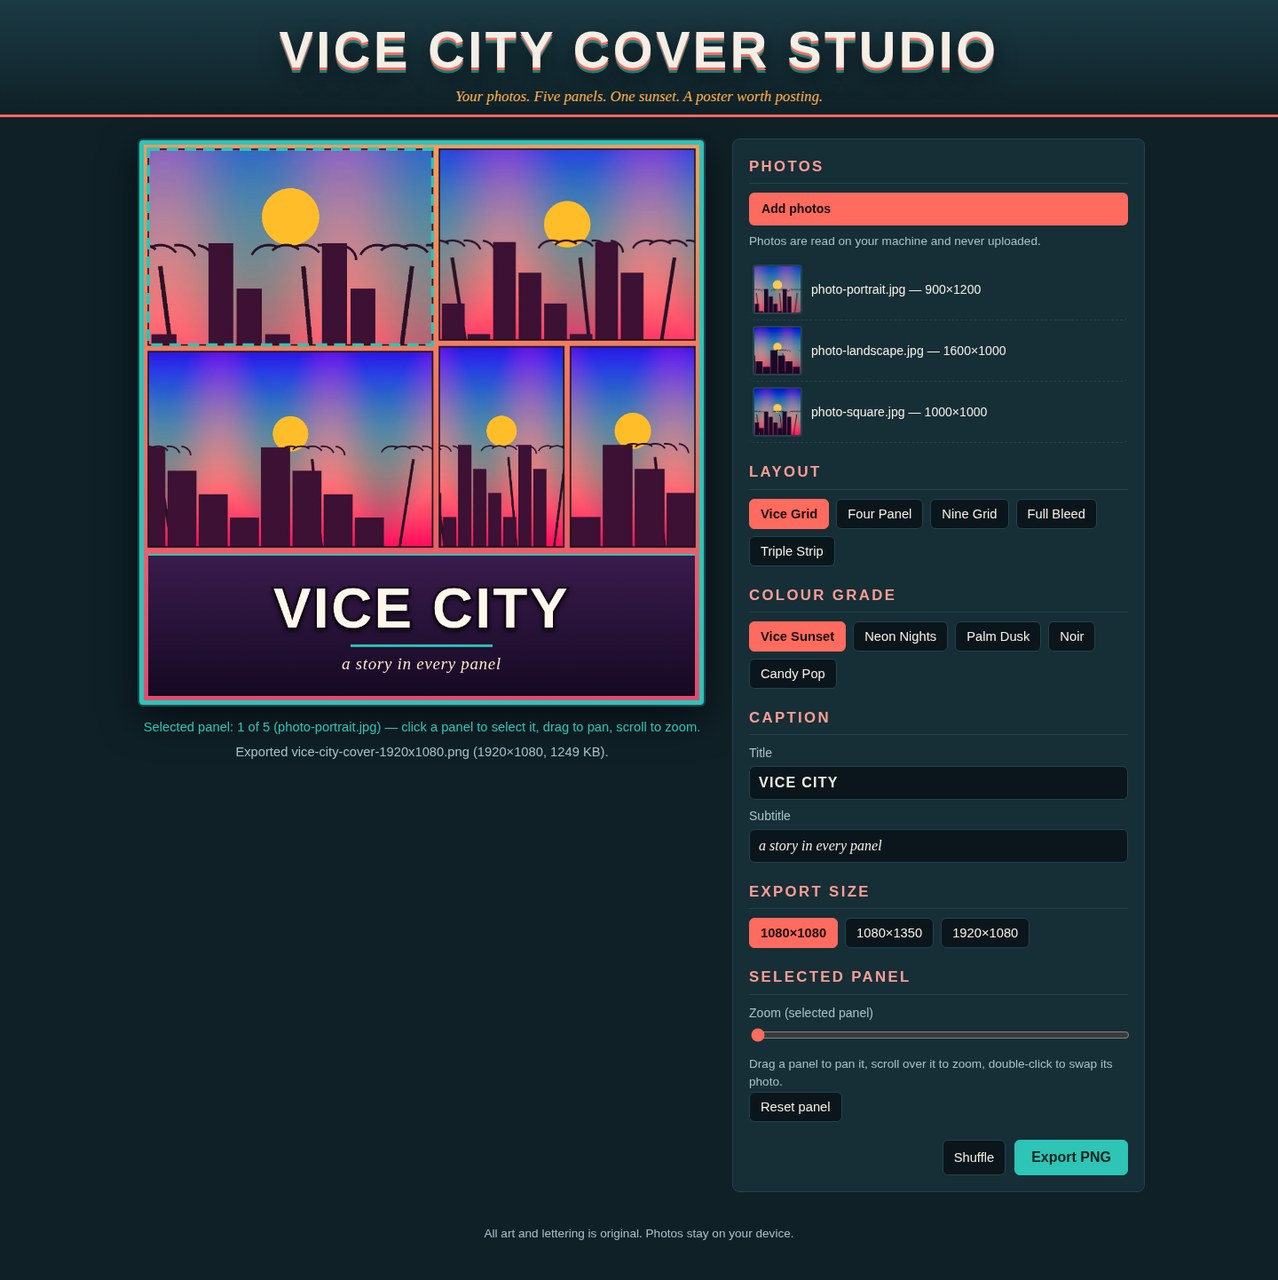 VICE CITY COVER STUDIO
Your photos. Five panels. One sunset. A poster worth posting.
VICE CITY
a story in every panel
Selected panel: 1 of 5 (photo-portrait.jpg) — click a panel to select it, drag to pan, scroll to zoom.
Exported vice-city-cover-1920x1080.png (1920×1080, 1249 KB).
PHOTOS
Add photos
Photos are read on your machine and never uploaded.
photo-portrait.jpg — 900×1200
photo-landscape.jpg — 1600×1000
photo-square.jpg — 1000×1000
LAYOUT
Vice Grid Four Panel Nine Grid Full Bleed
Triple Strip
COLOUR GRADE
Vice Sunset Neon Nights Palm Dusk Noir
Candy Pop
CAPTION
Title
VICE CITY
Subtitle
a story in every panel
EXPORT SIZE
1080×1080 1080×1350 1920×1080
SELECTED PANEL
Zoom (selected panel)
Drag a panel to pan it, scroll over it to zoom, double-click to swap its
photo.
Reset panel
Shuffle Export PNG
All art and lettering is original. Photos stay on your device.